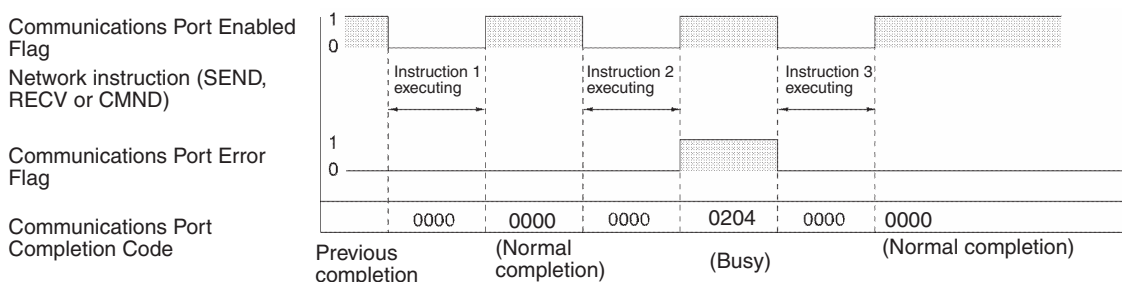 Communications Port Enabled
Flag
1
0
Network instruction (SEND,
RECV or CMND)
Instruction 1
executing
Instruction 2
executing
Instruction 3
executing
Communications Port Error
Flag
1
0
Communications Port
Completion Code
0000
0000
0000
0204
0000
0000
Previous
completion
(Normal
completion)
(Busy)
(Normal completion)